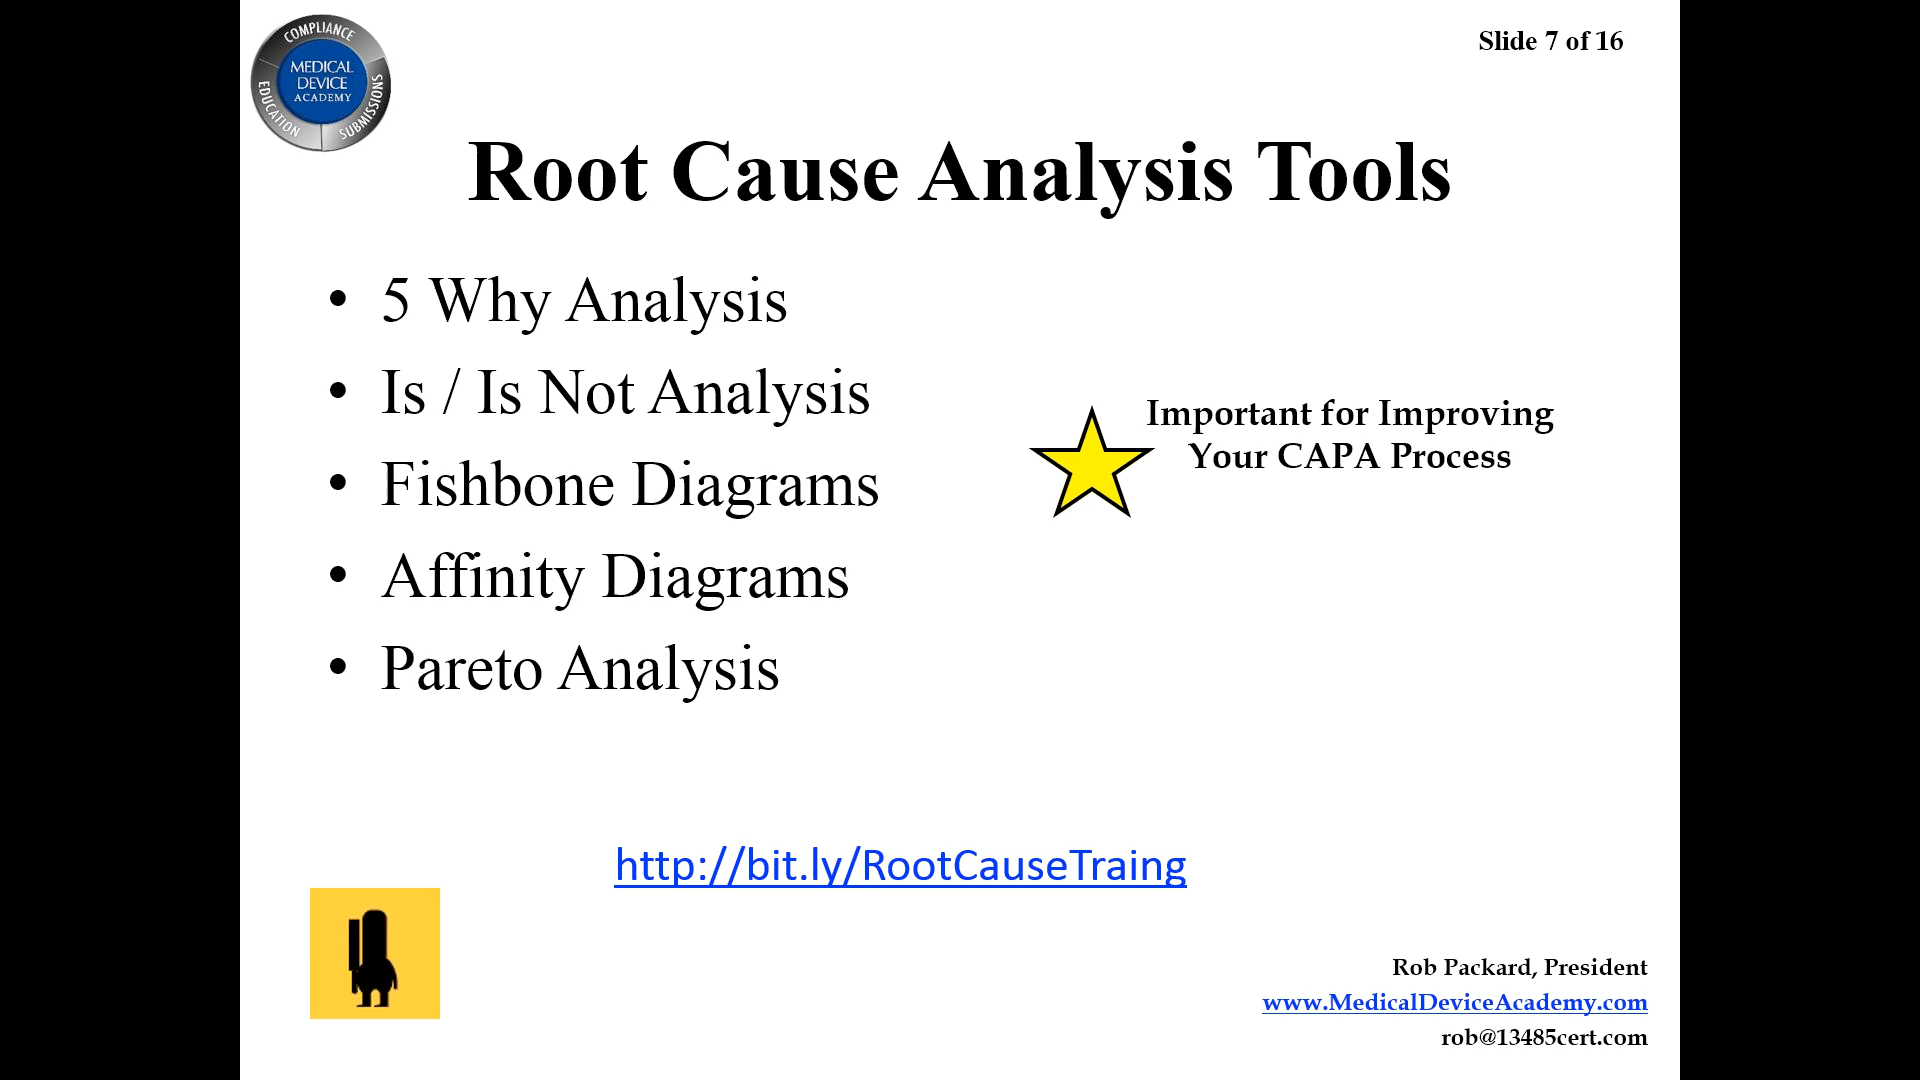 COMPLIANCE
MEDICAL
DEVICE
ACADEMY
EDUCATION
SUBMISSIONS
Slide 7 of 16
Root Cause Analysis Tools
• 5 Why Analysis
• Is / Is Not Analysis
• Fishbone Diagrams
• Affinity Diagrams
• Pareto Analysis
Important for Improving
Your CAPA Process
http://bit.ly/RootCauseTraing
Rob Packard, President
www.MedicalDeviceAcademy.com
rob@13485cert.com